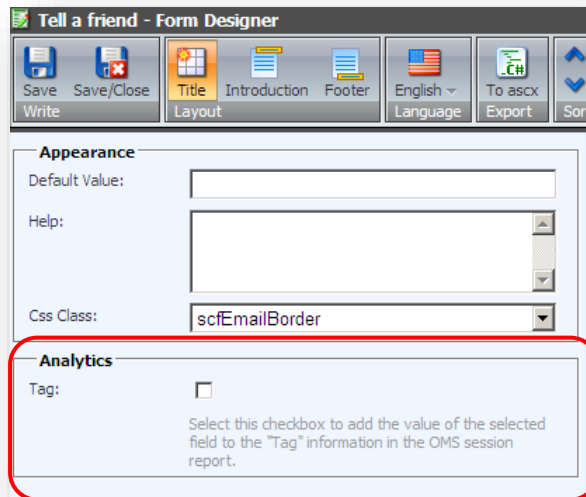 Tell a friend - Form Designer
C#
Save Save/Close Title Introduction Footer English To ascx
Write Layout Language Export Sor
Appearance
Default Value:
Help:
Css Class: scfEmailBorder
Analytics
Tag:
Select this checkbox to add the value of the selected
field to the "Tag" information in the OMS session
report.